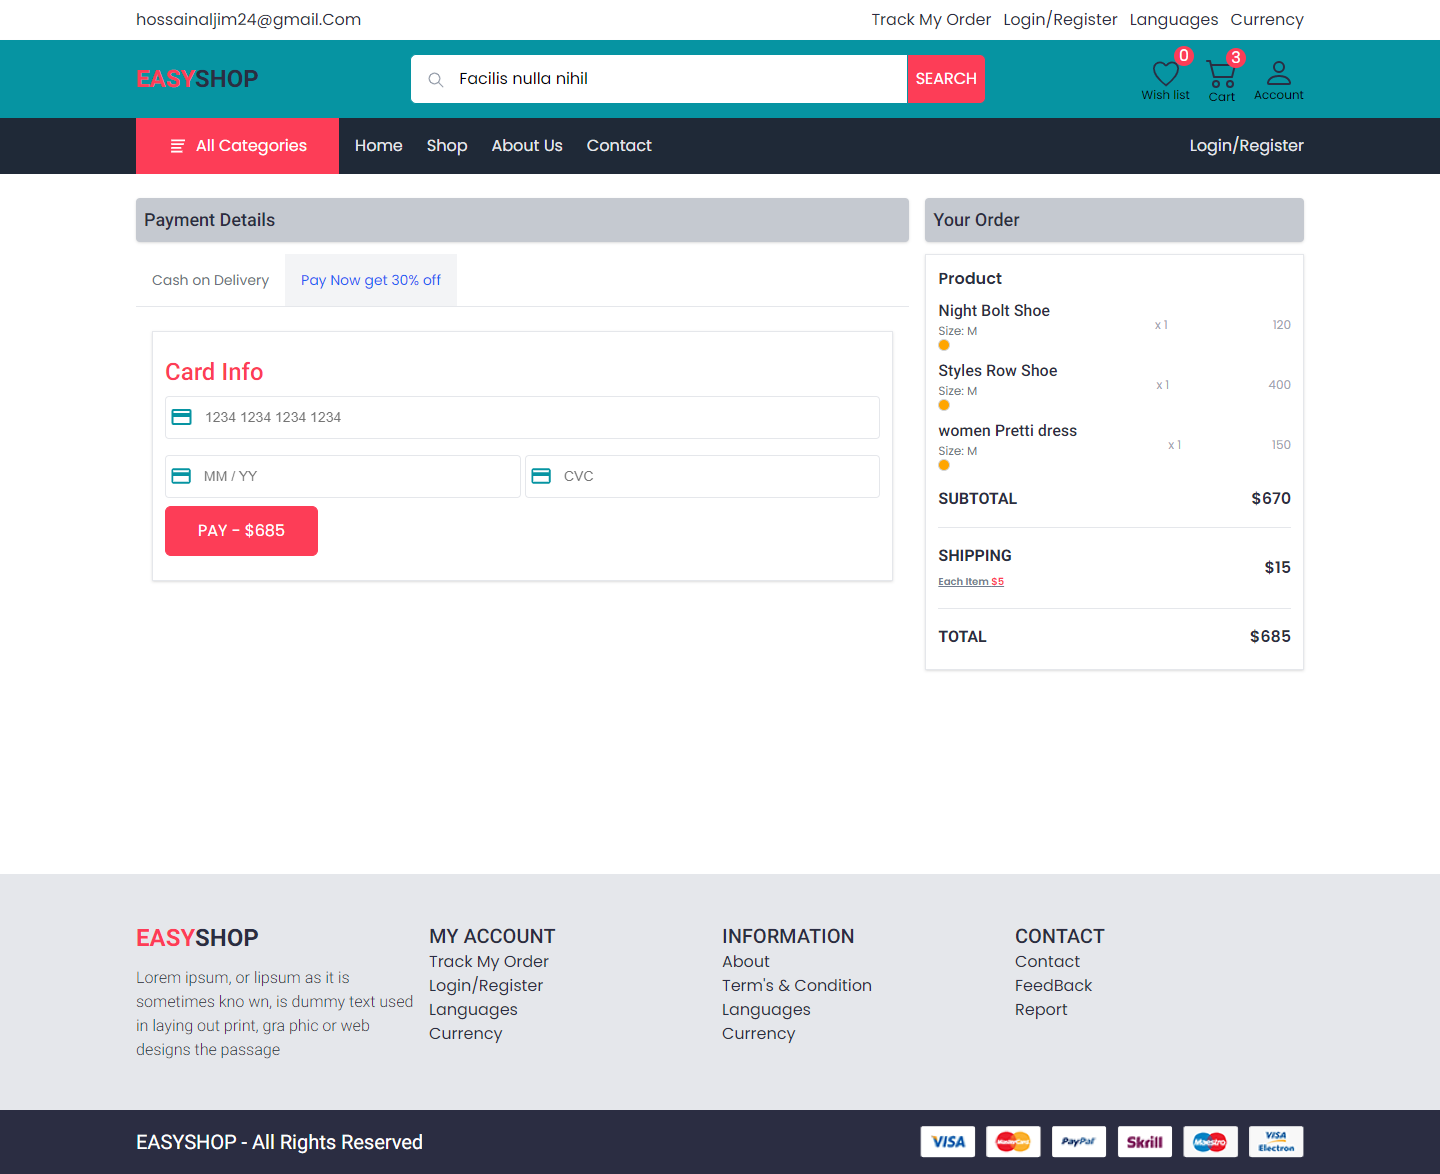 hossainaljim24@gmail.Com
Track My Order Login/Register Languages Currency
EASYSHOP
Facilis nulla nihil
SEARCH
0
Wish list
3
Cart
Account
All Categories
Home Shop About Us Contact
Login/Register
Payment Details
Cash on Delivery
Pay Now get 30% off
Card Info
1234 1234 1234 1234
MM / YY
CVC
PAY - $685
Your Order
Product
Night Bolt Shoe
Size: M
x 1
120
Styles Row Shoe
Size: M
x 1
400
women Pretti dress
Size: M
x 1
150
SUBTOTAL $670
SHIPPING
Each Item $5
$15
TOTAL $685
EASYSHOP
Lorem ipsum, or lipsum as it is
sometimes kno wn, is dummy text used
in laying out print, gra phic or web
designs the passage
MY ACCOUNT
Track My Order
Login/Register
Languages
Currency
INFORMATION
About
Term's & Condition
Languages
Currency
CONTACT
Contact
FeedBack
Report
EASYSHOP - All Rights Reserved
VISA
MasterCard
PayPal
Skrill
Maestro
VISA
Electron